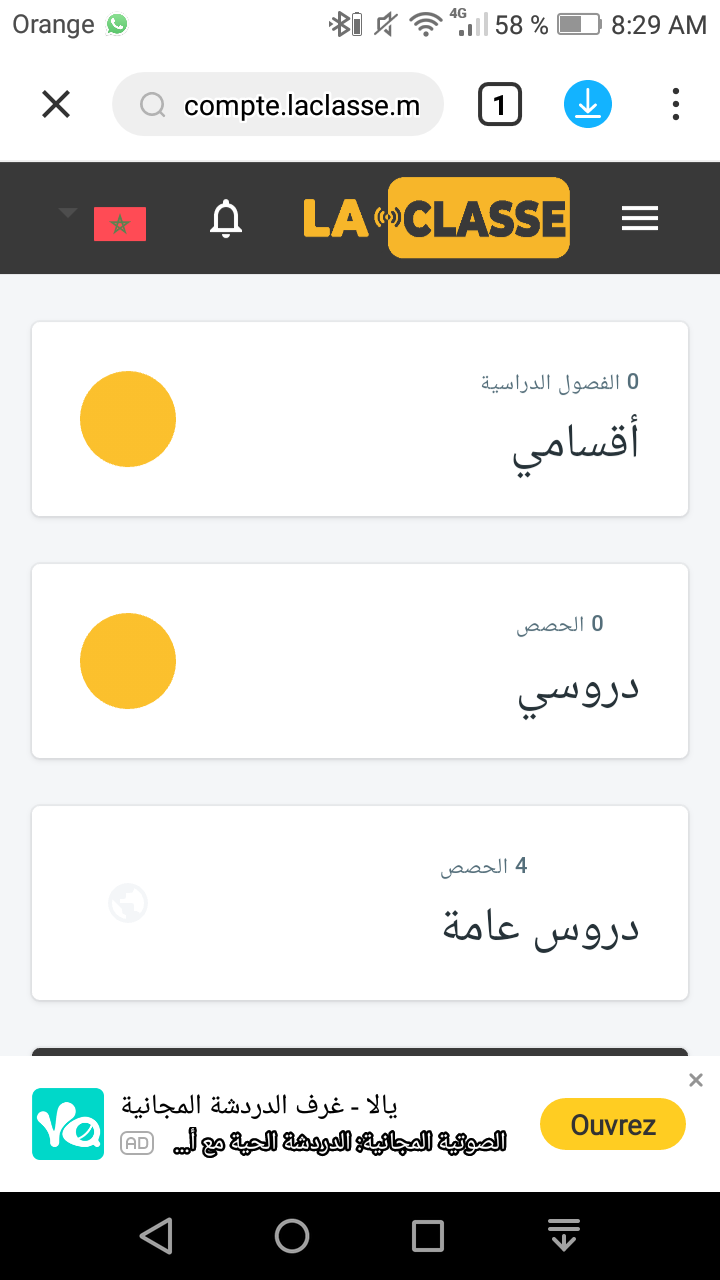 Orange 4G 58 % 8:29 AM
compte.laclasse.m 1
LA CLASSE
0 الفصول الدراسية
أقسامي
0 الحصص
دروسي
4 الحصص
دروس عامة
يالا - غرف الدردشة المجانية
AD الصوتية المجانية: الدردشة الحية مع أ...
Ouvrez